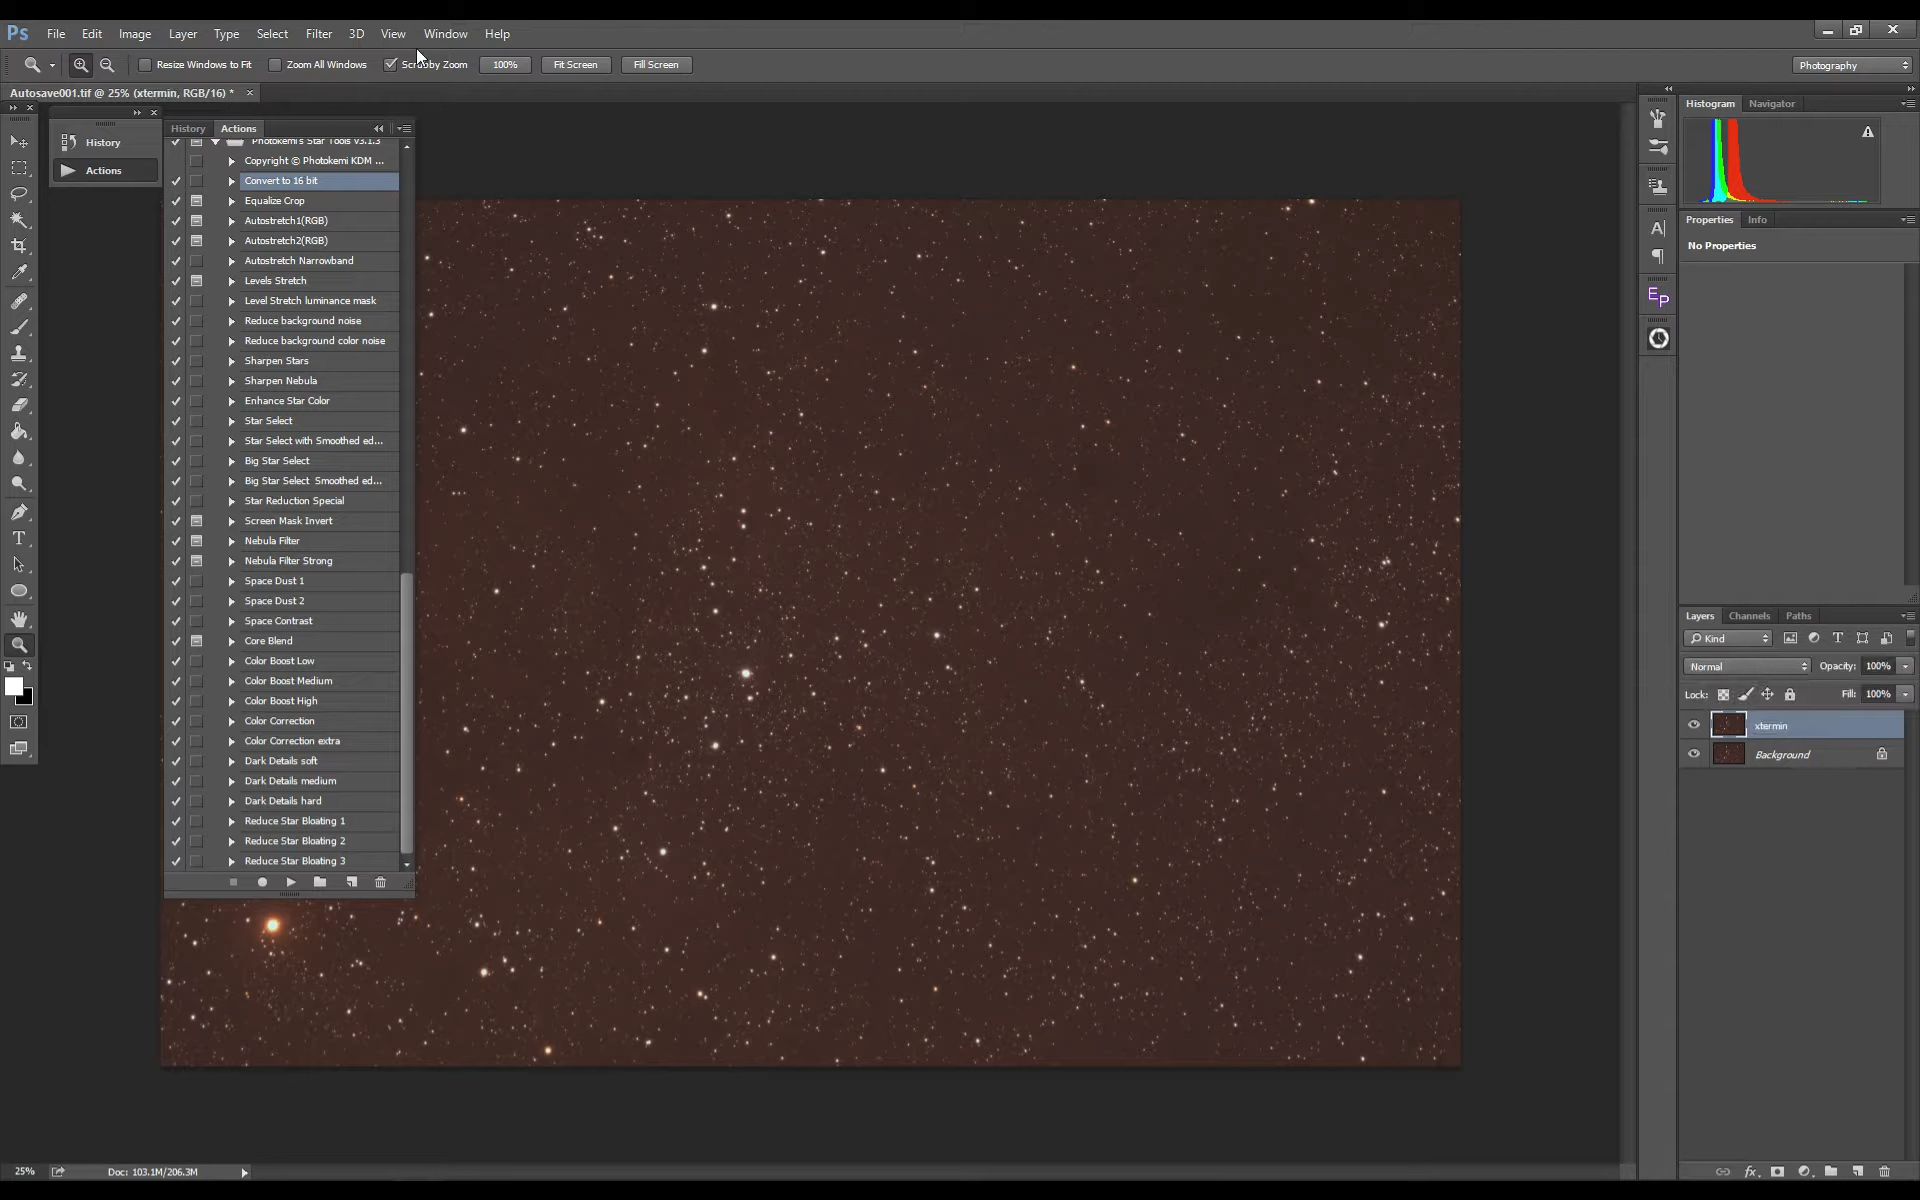 Ps File Edit Image Layer Type Select Filter 3D View Window Help
Resize Windows to Fit Zoom All Windows Scrubby Zoom 100% Fit Screen Fill Screen Photography
Autosave001.tif @ 25% (xtermin, RGB/16) *
History
Actions
History Actions
Photokemi's Star Tools v3.1.3
Copyright © Photokemi KDM ...
Convert to 16 bit
Equalize Crop
Autostretch1(RGB)
Autostretch2(RGB)
Autostretch Narrowband
Levels Stretch
Level Stretch luminance mask
Reduce background noise
Reduce background color noise
Sharpen Stars
Sharpen Nebula
Enhance Star Color
Star Select
Star Select with Smoothed ed...
Big Star Select
Big Star Select Smoothed ed...
Star Reduction Special
Screen Mask Invert
Nebula Filter
Nebula Filter Strong
Space Dust 1
Space Dust 2
Space Contrast
Core Blend
Color Boost Low
Color Boost Medium
Color Boost High
Color Correction
Color Correction extra
Dark Details soft
Dark Details medium
Dark Details hard
Reduce Star Bloating 1
Reduce Star Bloating 2
Reduce Star Bloating 3
Histogram Navigator
Properties Info
No Properties
Layers Channels Paths
Kind
Normal Opacity: 100%
Lock: Fill: 100%
xtermin
Background
25% Doc: 103.1M/206.3M